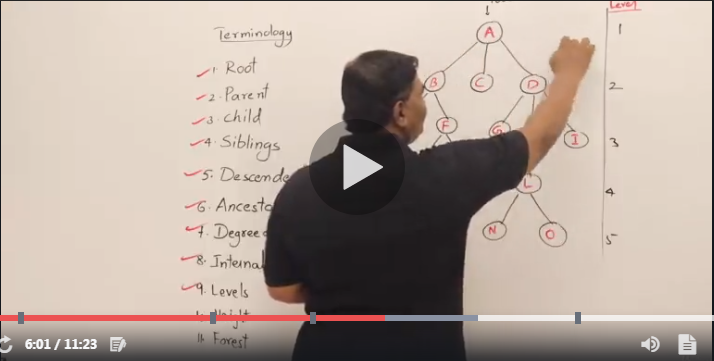 Terminology
1. Root
2. Parent
3. Child
4. Siblings
5. Descende
6. Ancesto
7. Degree
8. Internal
9. Levels
11. Forest
Level
A
1
B
C
D
2
F
G
I
3
L
4
N
O
5
6:01 / 11:23